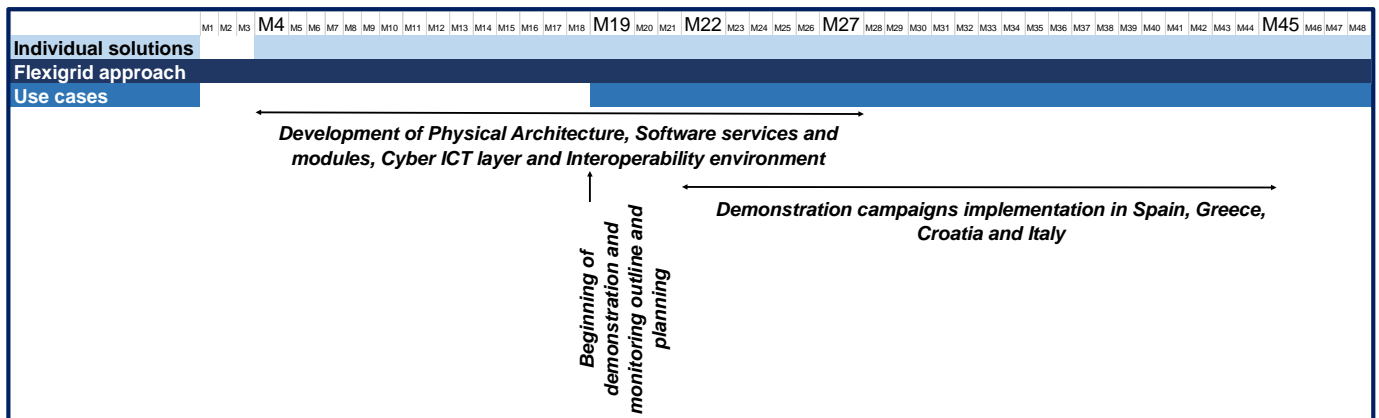 M1 M2 M3 M4 M5 M6 M7 M8 M9 M10 M11 M12 M13 M14 M15 M16 M17 M18 M19 M20 M21 M22 M23 M24 M25 M26 M27 M28 M29 M30 M31 M32 M33 M34 M35 M36 M37 M38 M39 M40 M41 M42 M43 M44 M45 M46 M47 M48
Individual solutions
Flexigrid approach
Use cases
Development of Physical Architecture, Software services and
modules, Cyber ICT layer and Interoperability environment
Beginning of
demonstration and
monitoring outline and
planning
Demonstration campaigns implementation in Spain, Greece,
Croatia and Italy